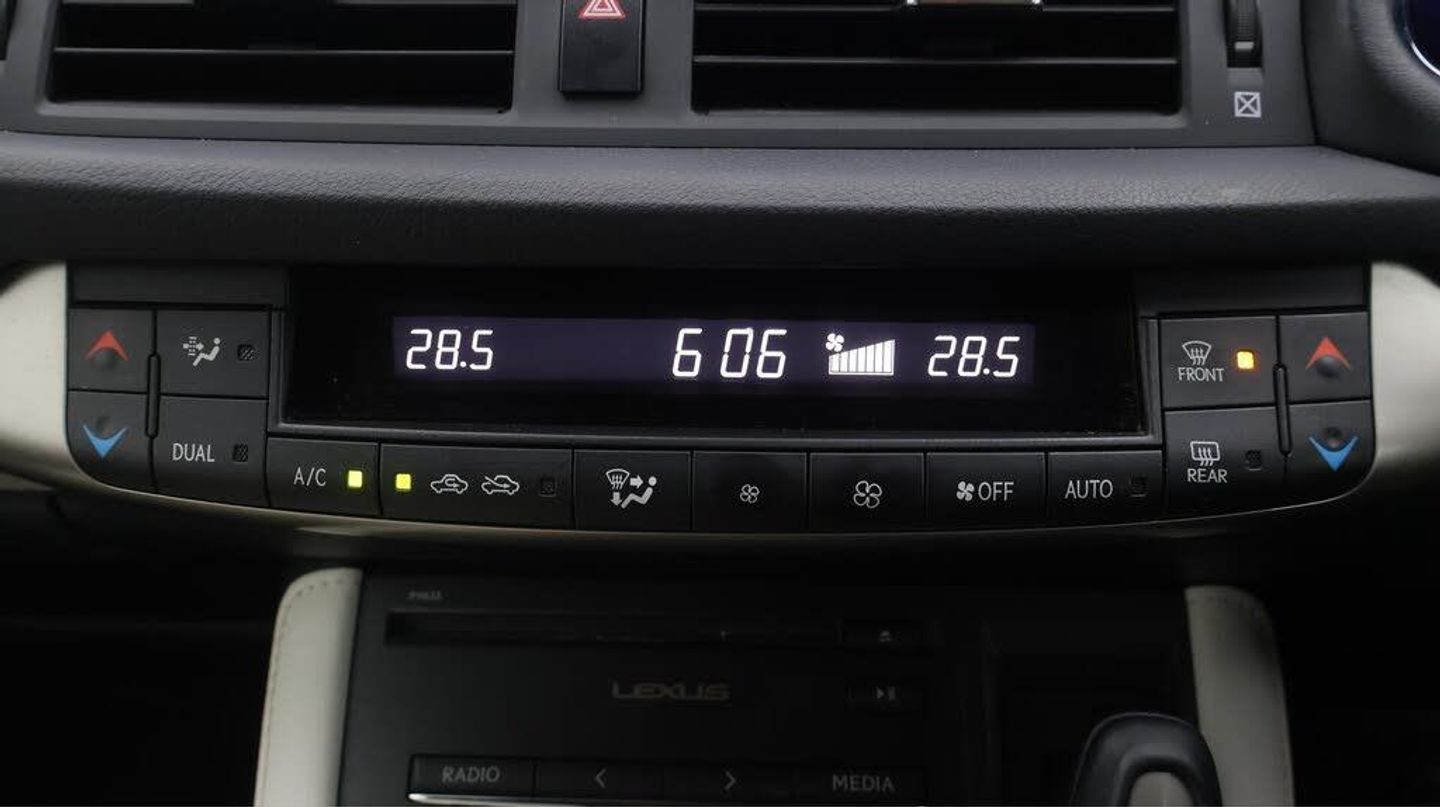 28.5 6 06 28.5
FRONT
DUAL
A/C
OFF AUTO REAR
LEXUS
RADIO < > MEDIA